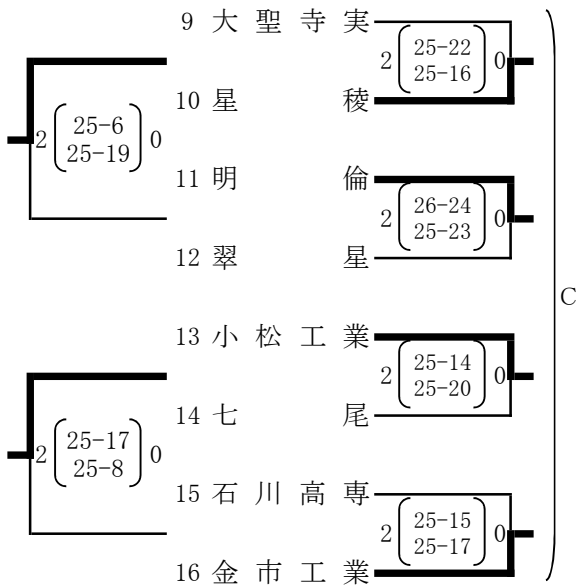 9 大聖寺実
2 25-22 0
25-16
10 星稜
2 25-6 0
25-19
11 明倫
2 26-24 0
25-23
12 翠星
C
13 小松工業
2 25-14 0
25-20
14 七尾
2 25-17 0
25-8
15 石川高専
2 25-15 0
25-17
16 金市工業